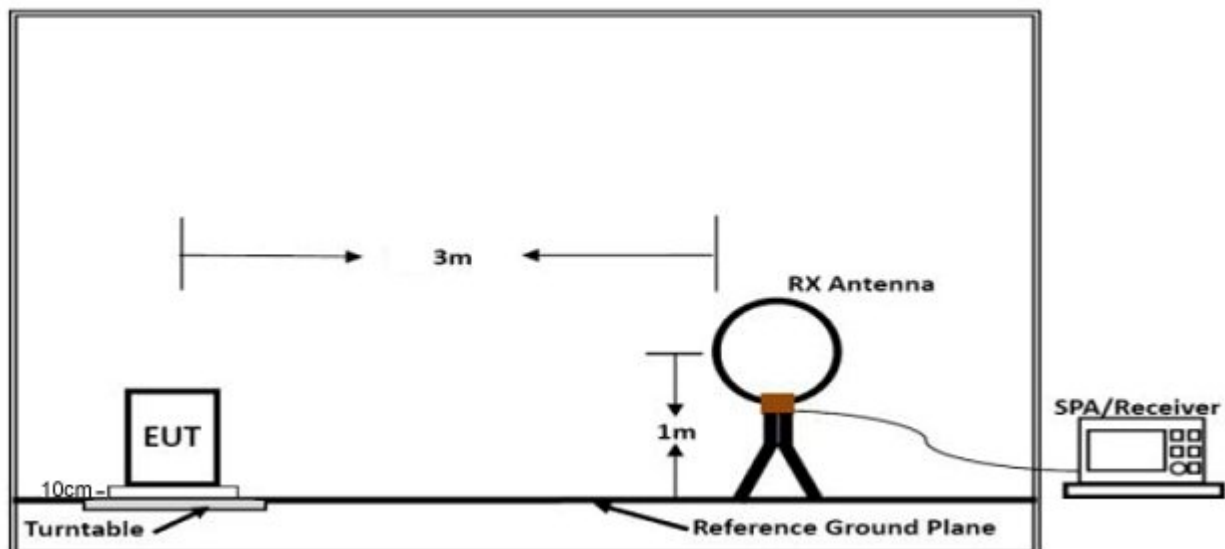 3m
RX Antenna
1m
SPA/Receiver
EUT
10cm
Turntable
Reference Ground Plane